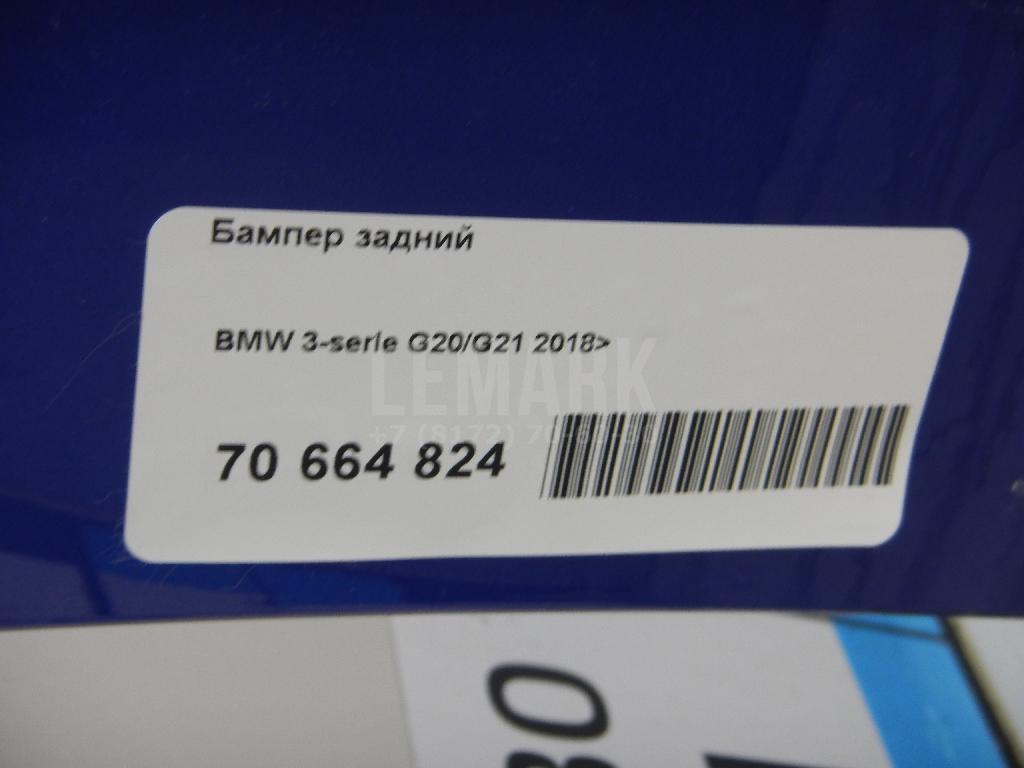 Бампер задний
BMW 3-serie G20/G21 2018>
LEMARK
70 664 824